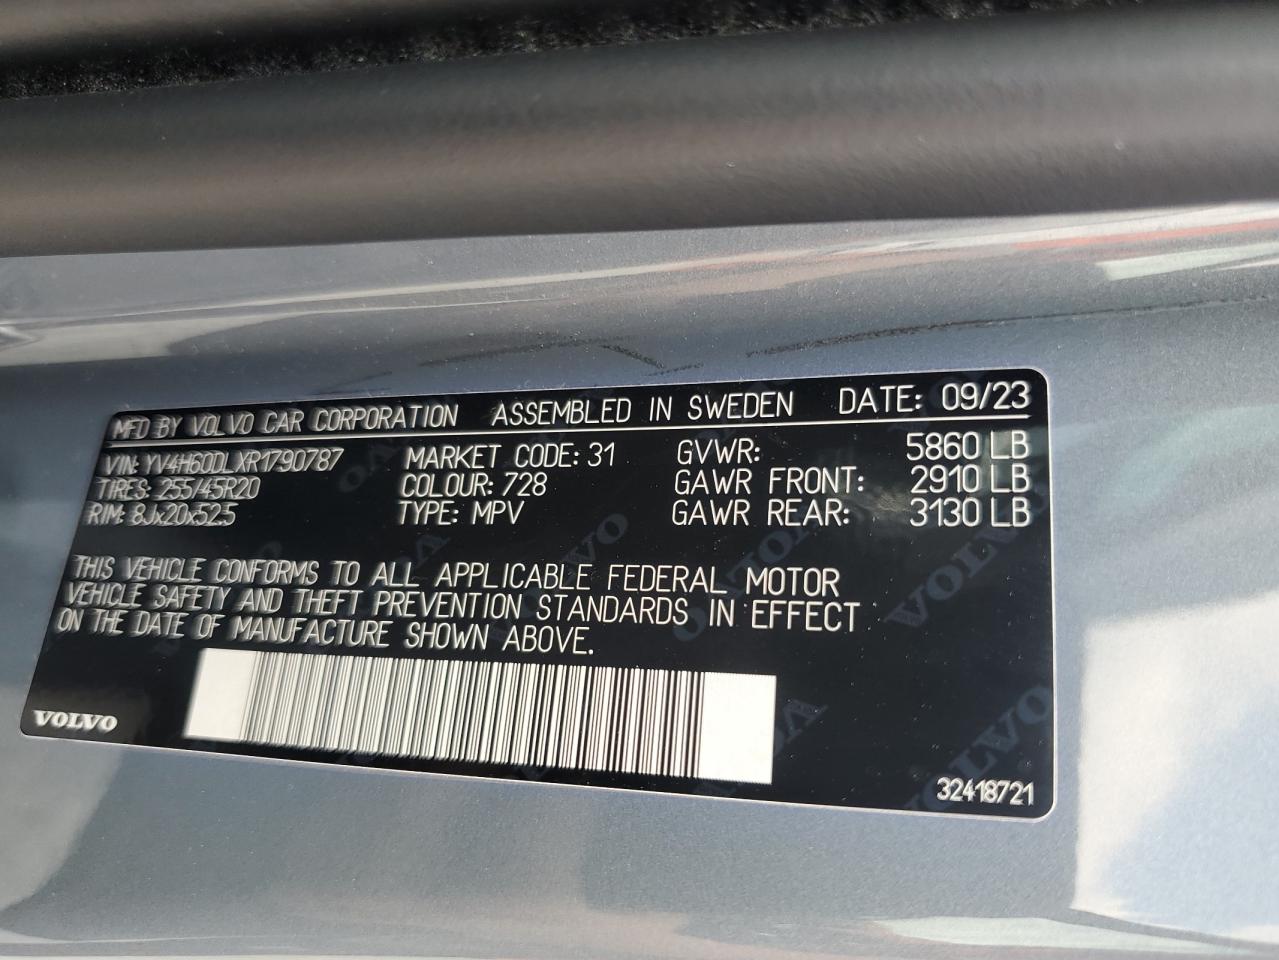 MFD BY VOLVO CAR CORPORATION ASSEMBLED IN SWEDEN DATE: 09/23
VIN: YV4H60DLXR1790787 MARKET CODE: 31 GVWR: 5860 LB
TIRES: 255/45R20 COLOUR: 728 GAWR FRONT: 2910 LB
RIM: 8Jx20x52.5 TYPE: MPV GAWR REAR: 3130 LB
THIS VEHICLE CONFORMS TO ALL APPLICABLE FEDERAL MOTOR
VEHICLE SAFETY AND THEFT PREVENTION STANDARDS IN EFFECT
ON THE DATE OF MANUFACTURE SHOWN ABOVE.
VOLVO
32418721